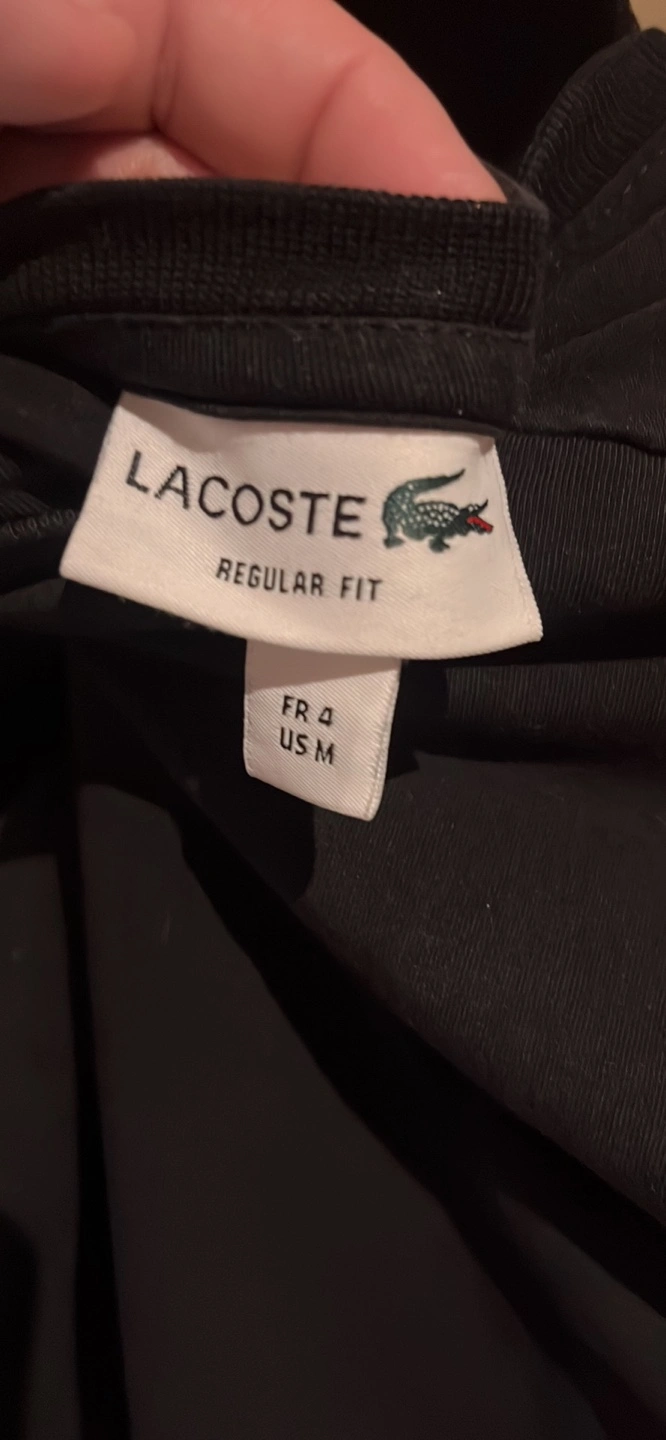 LACOSTE
REGULAR FIT
FR 4
US M